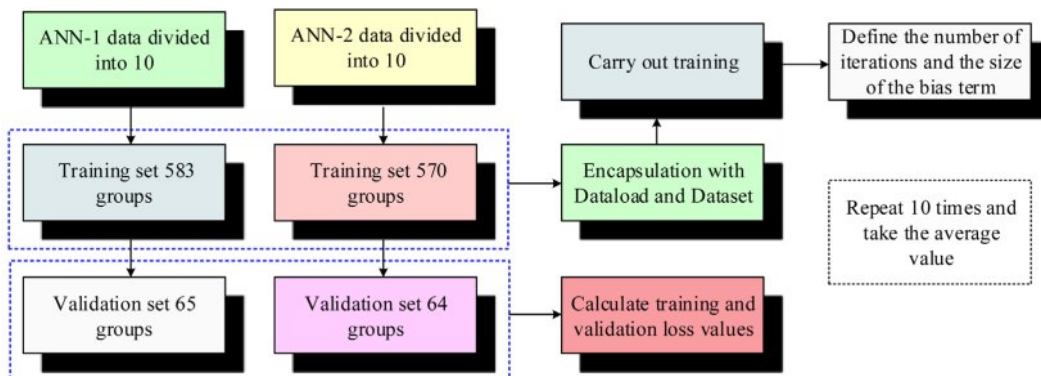 ANN-1 data divided
into 10
ANN-2 data divided
into 10
Carry out training
Define the number of
iterations and the size
of the bias term
Training set 583
groups
Training set 570
groups
Encapsulation with
Dataload and Dataset
Repeat 10 times and
take the average
value
Validation set 65
groups
Validation set 64
groups
Calculate training and
validation loss values